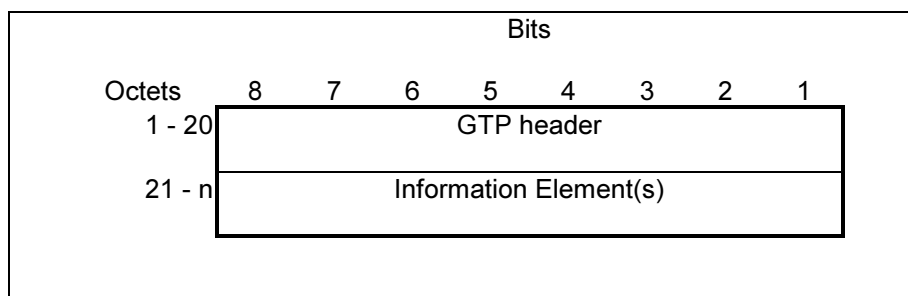 Bits
Octets 8 7 6 5 4 3 2 1
1 - 20 GTP header
21 - n Information Element(s)